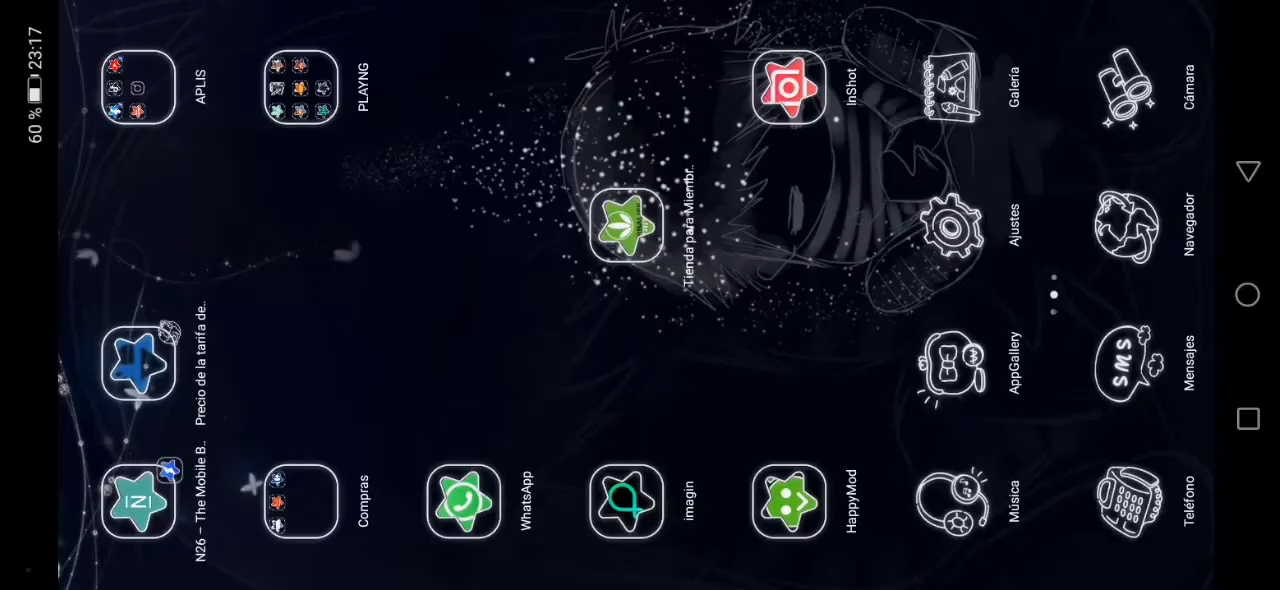 60 % 23:17
N
N26 – The Mobile B..
Precio de la tarifa de..
APLIS
Compras
PLAYNG
WhatsApp
imagin
Tienda para Miembr..
HappyMod
InShot
Música
AppGallery
Ajustes
Galería
SMS
Teléfono
Mensajes
Navegador
Cámara